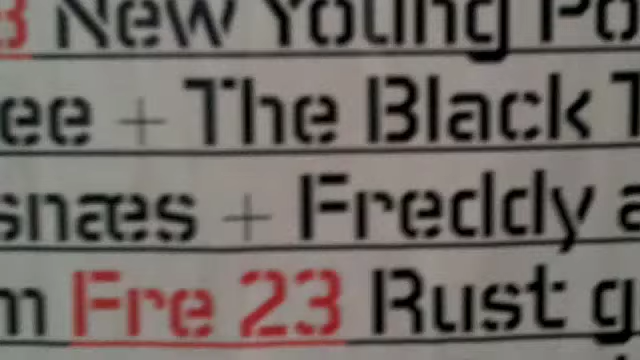 3 New Young Po
ee + The Black T
snæs + Freddy a
m Fre 23 Rust g